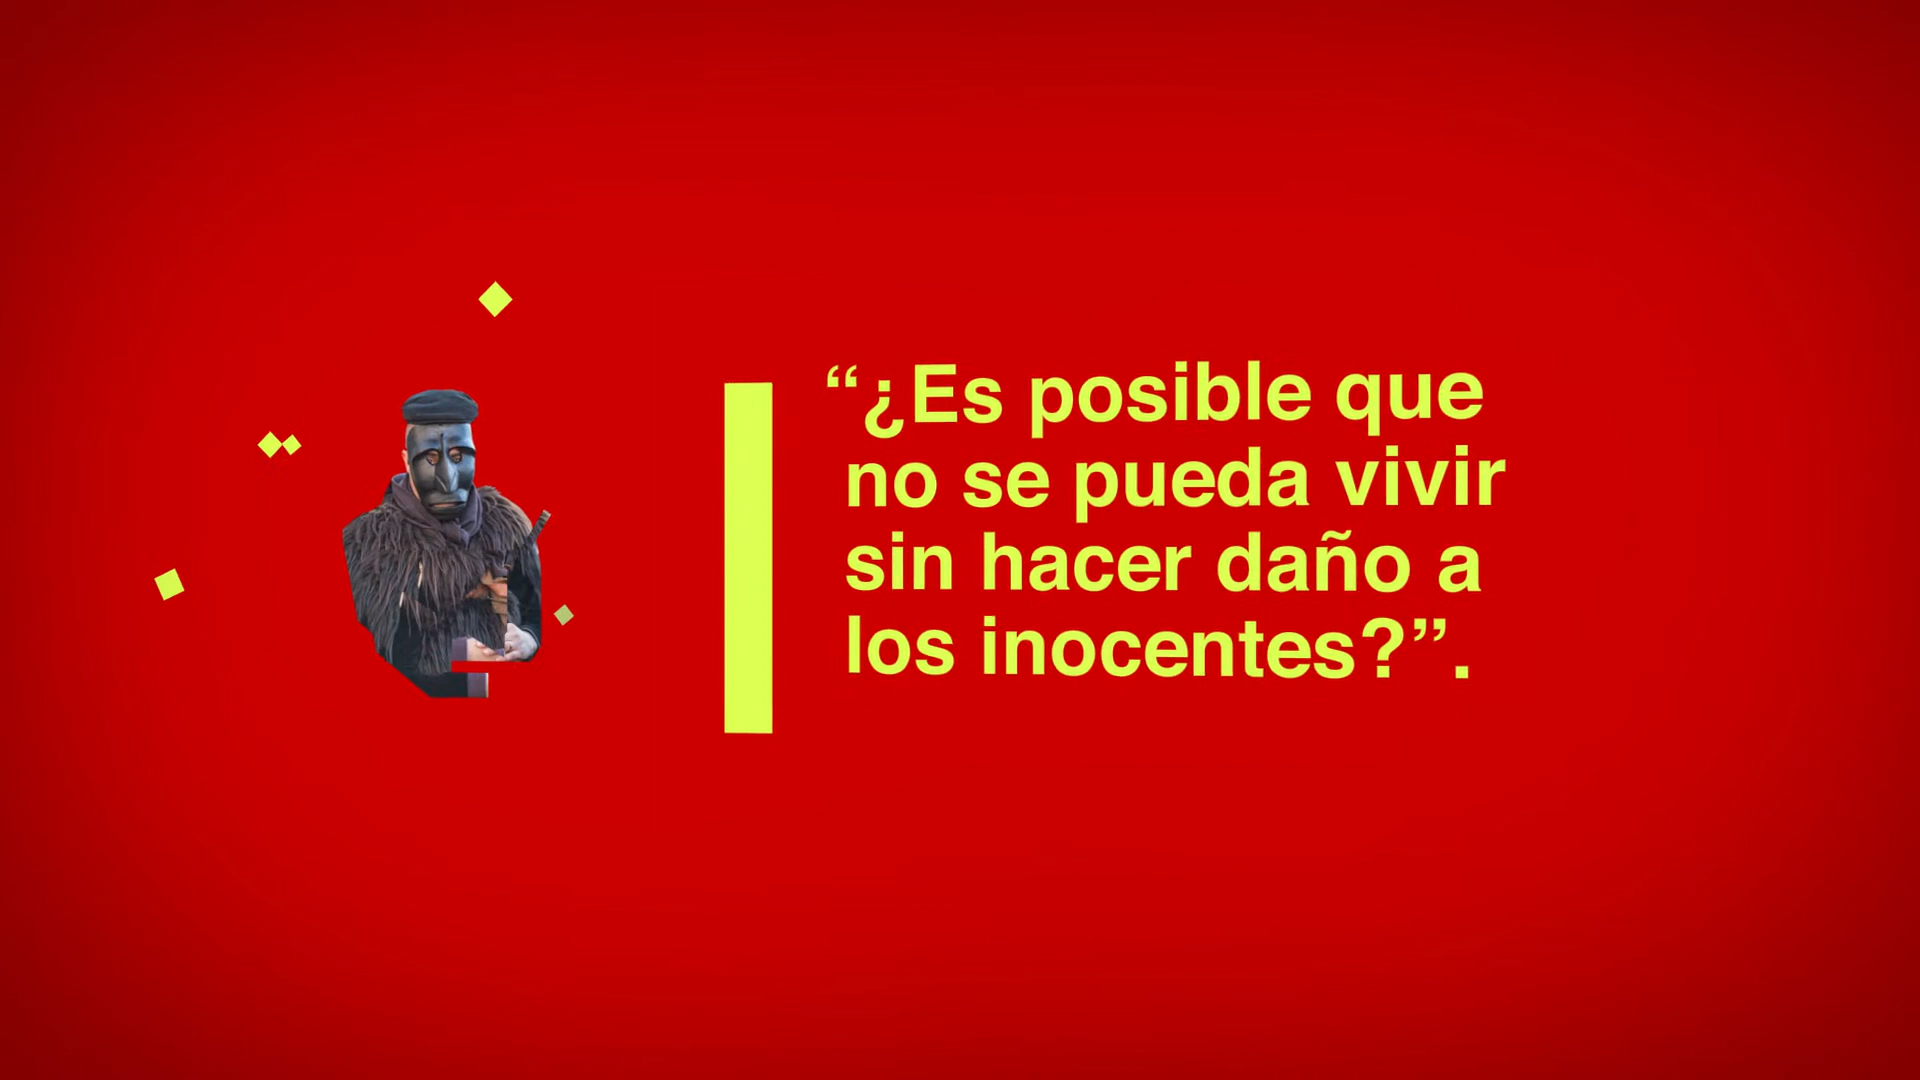 “¿Es posible que
no se pueda vivir
sin hacer daño a
los inocentes?”.